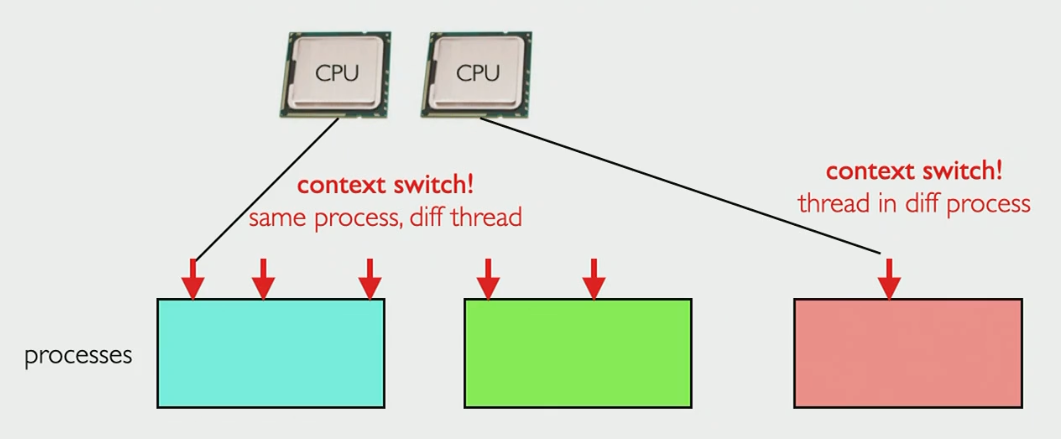 CPU
CPU
context switch!
same process, diff thread
context switch!
thread in diff process
processes